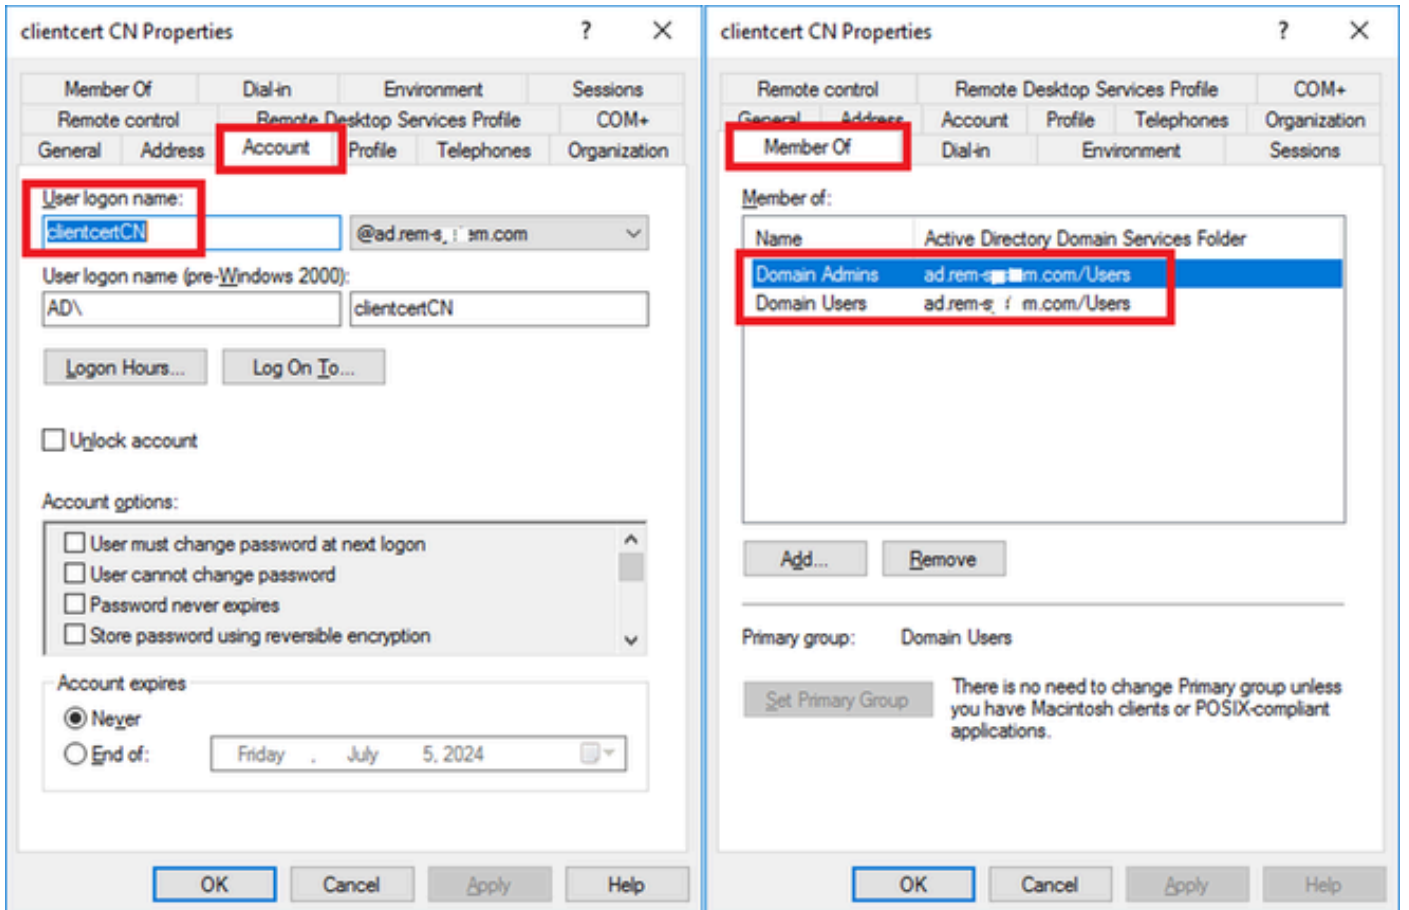 clientcert CN Properties
Member Of Dial-in Environment Sessions
Remote control Remote Desktop Services Profile COM+
General Address Account Profile Telephones Organization
User logon name:
clientcertCN
User logon name (pre-Windows 2000):
AD\ clientcertCN
Logon Hours... Log On To...
Unlock account
Account options:
User must change password at next logon
User cannot change password
Password never expires
Store password using reversible encryption
Account expires
Never
End of: Friday , July 5, 2024
OK Cancel Apply Help
clientcert CN Properties
Remote control Remote Desktop Services Profile COM+
General Address Account Profile Telephones Organization
Member Of Dial-in Environment Sessions
Member of:
Name Active Directory Domain Services Folder
Domain Admins
Domain Users
Add... Remove
Primary group: Domain Users
Set Primary Group
There is no need to change Primary group unless
you have Macintosh clients or POSIX-compliant
applications.
OK Cancel Apply Help